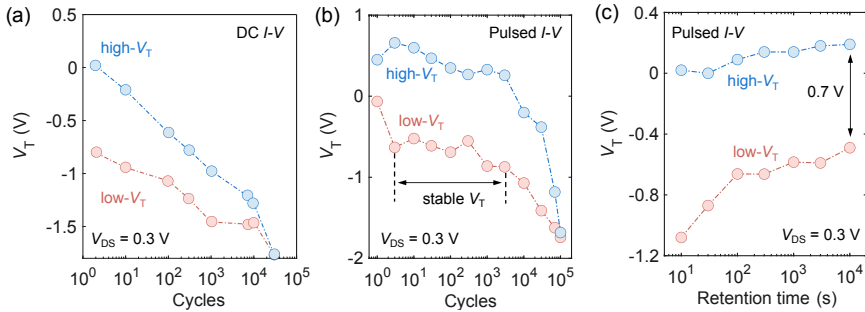 (a)
DC I-V
high-V_T
low-V_T
V_DS = 0.3 V
V_T (V)
0.5
0
-0.5
-1
-1.5
10^0
10^1
10^2
10^3
10^4
10^5
Cycles
(b)
Pulsed I-V
high-V_T
low-V_T
stable V_T
V_DS = 0.3 V
V_T (V)
1
0
-1
-2
10^0
10^1
10^2
10^3
10^4
10^5
Cycles
(c)
Pulsed I-V
high-V_T
0.7 V
low-V_T
V_DS = 0.3 V
V_T (V)
0.4
0
-0.4
-0.8
-1.2
10^1
10^2
10^3
10^4
Retention time (s)